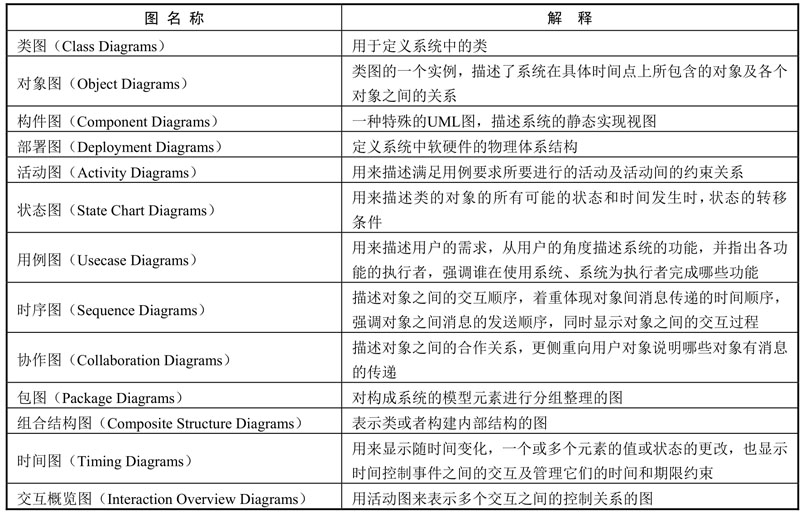 图 名 称
解 释
类图（Class Diagrams）
用于定义系统中的类
对象图（Object Diagrams）
类图的一个实例，描述了系统在具体时间点上所包含的对象及各个
对象之间的关系
构件图（Component Diagrams）
一种特殊的UML图，描述系统的静态实现视图
部署图（Deployment Diagrams）
定义系统中软硬件的物理体系结构
活动图（Activity Diagrams）
用来描述满足用例要求所要进行的活动及活动间的约束关系
状态图（State Chart Diagrams）
用来描述类的对象的所有可能的状态和时间发生时，状态的转移
条件
用例图（Usecase Diagrams）
用来描述用户的需求，从用户的角度描述系统的功能，并指出各功
能的执行者，强调谁在使用系统、系统为执行者完成哪些功能
时序图（Sequence Diagrams）
描述对象之间的交互顺序，着重体现对象间消息传递的时间顺序，
强调对象之间消息的发送顺序，同时显示对象之间的交互过程
协作图（Collaboration Diagrams）
描述对象之间的合作关系，更侧重向用户对象说明哪些对象有消息
的传递
包图（Package Diagrams）
对构成系统的模型元素进行分组整理的图
组合结构图（Composite Structure Diagrams）
表示类或者构建内部结构的图
时间图（Timing Diagrams）
用来显示随时间变化，一个或多个元素的值或状态的更改，也显示
时间控制事件之间的交互及管理它们的时间和期限约束
交互概览图（Interaction Overview Diagrams）
用活动图来表示多个交互之间的控制关系的图